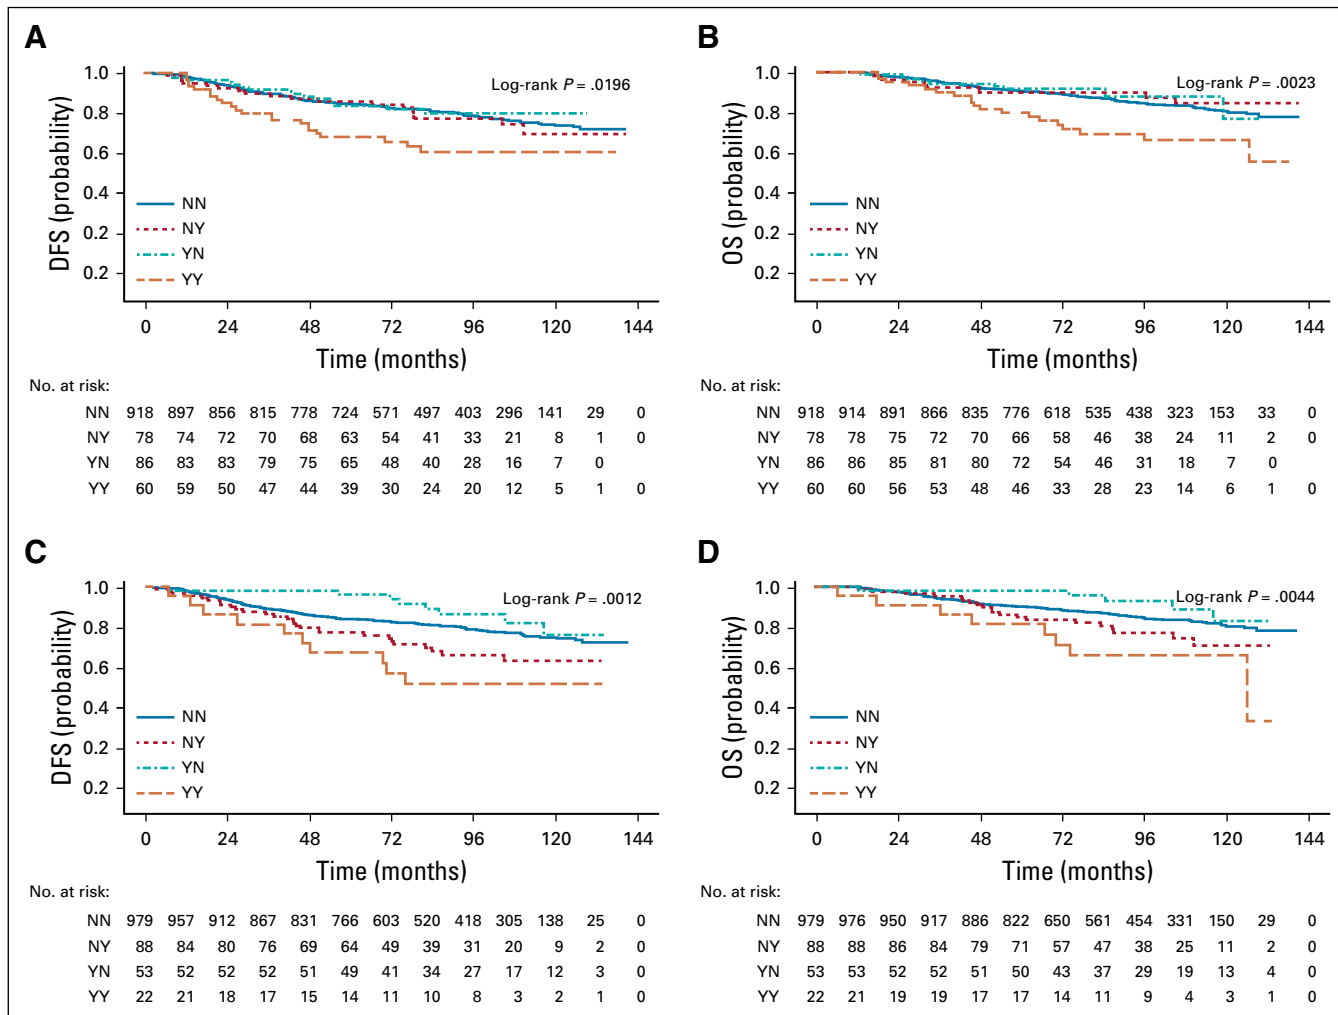 A
Log-rank P = .0196
DFS (probability)
1.0
0.8
0.6
0.4
0.2
0.2
NN
NY
YN
YY
0 24 48 72 96 120 144
Time (months)
No. at risk:
NN 918 897 856 815 778 724 571 497 403 296 141 29 0
NY 78 74 72 70 68 63 54 41 33 21 8 1 0
YN 86 83 83 79 75 65 48 40 28 16 7 0
YY 60 59 50 47 44 39 30 24 20 12 5 1 0
B
Log-rank P = .0023
OS (probability)
1.0
0.8
0.6
0.4
0.2
0.2
NN
NY
YN
YY
0 24 48 72 96 120 144
Time (months)
No. at risk:
NN 918 914 891 866 835 776 618 535 438 323 153 33 0
NY 78 78 75 72 70 66 58 46 38 24 11 2 0
YN 86 86 85 81 80 72 54 46 31 18 7 0
YY 60 60 56 53 48 46 33 28 23 14 6 1 0
C
Log-rank P = .0012
DFS (probability)
1.0
0.8
0.6
0.4
0.2
0.2
NN
NY
YN
YY
0 24 48 72 96 120 144
Time (months)
No. at risk:
NN 979 957 912 867 831 766 603 520 418 305 138 25 0
NY 88 84 80 76 69 64 49 39 31 20 9 2 0
YN 53 52 52 52 51 49 41 34 27 17 12 3 0
YY 22 21 18 17 15 14 11 10 8 3 2 1 0
D
Log-rank P = .0044
OS (probability)
1.0
0.8
0.6
0.4
0.2
0.2
NN
NY
YN
YY
0 24 48 72 96 120 144
Time (months)
No. at risk:
NN 979 976 950 917 886 822 650 561 454 331 150 29 0
NY 88 88 86 84 79 71 57 47 38 25 11 2 0
YN 53 53 52 52 51 50 43 37 29 19 13 4 0
YY 22 21 19 19 17 17 14 11 9 4 3 1 0